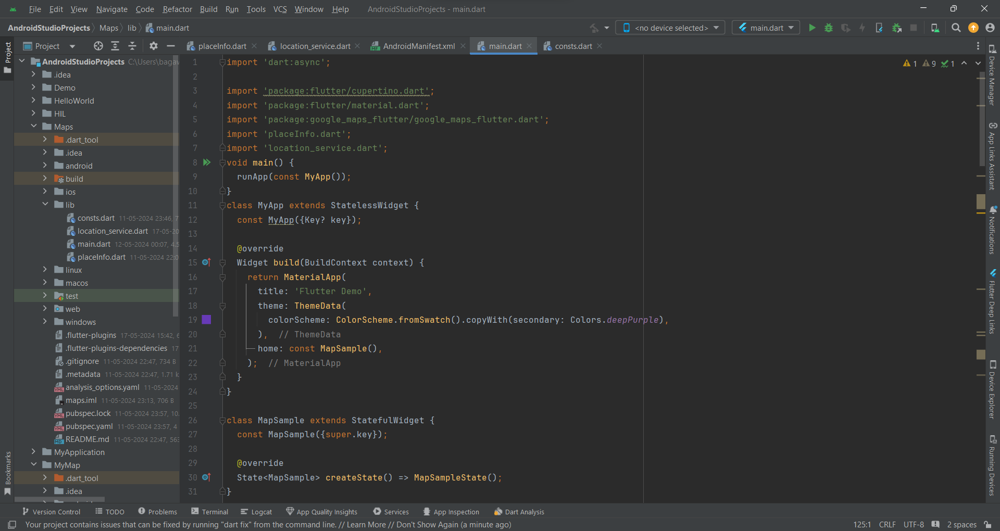 File Edit View Navigate Code Refactor Build Run Tools VCS Window Help AndroidStudioProjects - main.dart
AndroidStudioProjects Maps lib main.dart <no device selected> main.dart
Project placeInfo.dart location_service.dart AndroidManifest.xml main.dart consts.dart
Project
Bookmarks
AndroidStudioProjects C:\Users\bagaw
.idea
Demo
HelloWorld
HIL
Maps
.dart_tool
.idea
android
build
ios
lib
consts.dart 11-05-2024 23:46, 7
location_service.dart 17-05-20
main.dart 12-05-2024 00:07, 4.5
placeInfo.dart 11-05-2024 22:0
linux
macos
test
web
windows
.flutter-plugins 17-05-2024 15:42, 6
.flutter-plugins-dependencies 17
.gitignore 11-05-2024 22:47, 734 B
.metadata 11-05-2024 22:47, 1.71 k
analysis_options.yaml 11-05-2024
maps.iml 11-05-2024 23:13, 706 B
pubspec.lock 11-05-2024 23:57, 10.
pubspec.yaml 11-05-2024 23:57, 4
README.md 11-05-2024 22:47, 563
MyApplication
MyMap
.dart_tool
.idea
1 import 'dart:async';
2
3 import 'package:flutter/cupertino.dart';
4 import 'package:flutter/material.dart';
5 import 'package:google_maps_flutter/google_maps_flutter.dart';
6 import 'placeInfo.dart';
7 import 'location_service.dart';
8 void main() {
9 runApp(const MyApp());
10 }
11 class MyApp extends StatelessWidget {
12 const MyApp({Key? key});
13
14 @override
15 Widget build(BuildContext context) {
16 return MaterialApp(
17 title: 'Flutter Demo',
18 theme: ThemeData(
19 colorScheme: ColorScheme.fromSwatch().copyWith(secondary: Colors.deepPurple),
20 ), // ThemeData
21 home: const MapSample(),
22 ); // MaterialApp
23 }
24 }
25
26 class MapSample extends StatefulWidget {
27 const MapSample({super.key});
28
29 @override
30 State<MapSample> createState() => MapSampleState();
31 }
1 9 1
Device Manager
App Links Assistant
Notifications
Flutter Deep Links
Device Explorer
Running Devices
Version Control TODO Problems Terminal Logcat App Quality Insights Services App Inspection Dart Analysis
Your project contains issues that can be fixed by running "dart fix" from the command line. // Learn More // Don't Show Again (a minute ago) 125:1 CRLF UTF-8 2 spaces